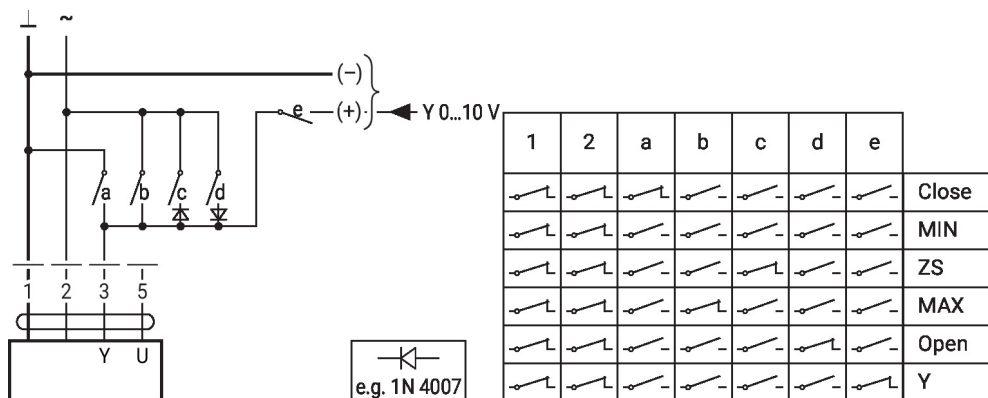 ⊥ ~
(–)
e (+) Y 0...10 V
1 2 a b c d e
a b c d
Close
MIN
ZS
1 2 3 5
MAX
Y U
Open
Y
e.g. 1N 4007